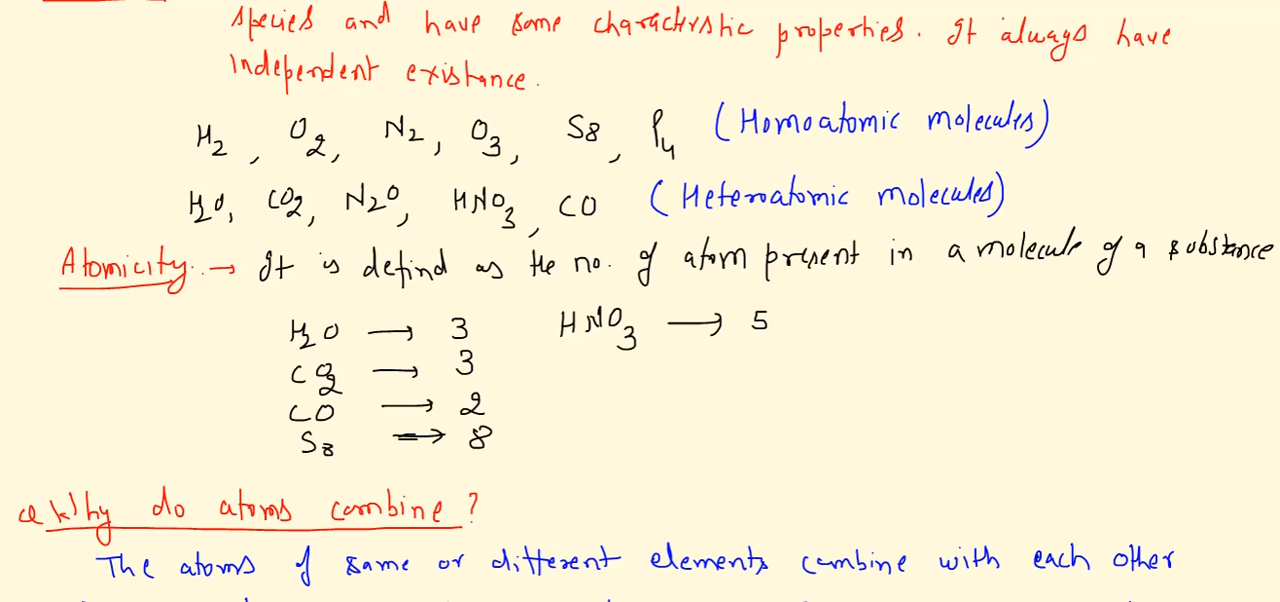 species and have same charactristic properties. It always have
independent existance.
H2, O2, N2, O3, S8, P4 (Homoatomic molecules)
H2O, CO2, N2O, HNO3, CO (Heteroatomic molecules)
Atomicity → It is defind as the no. of atom present in a molecule of a substance
H2O → 3 HNO3 → 5
CO2 → 3
CO → 2
S8 → 8
Q Why do atoms combine?
The atoms of same or different elements combine with each other